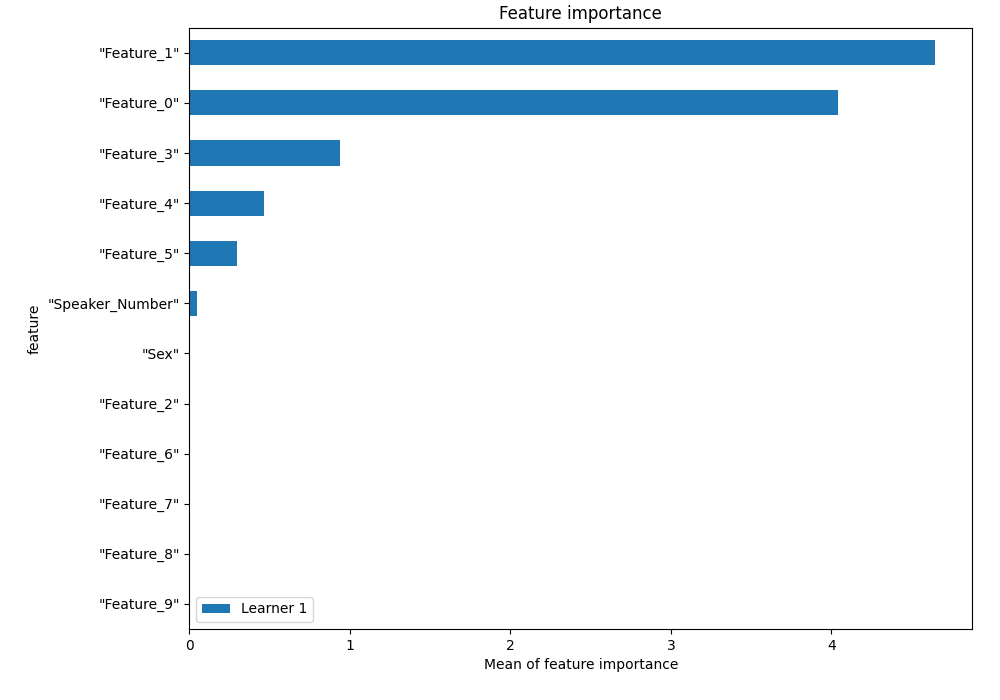 Feature importance
"Feature_1"
"Feature_0"
"Feature_3"
"Feature_4"
"Feature_5"
"Speaker_Number"
"Sex"
"Feature_2"
"Feature_6"
"Feature_7"
"Feature_8"
"Feature_9"
feature
Learner 1
0 1 2 3 4
Mean of feature importance